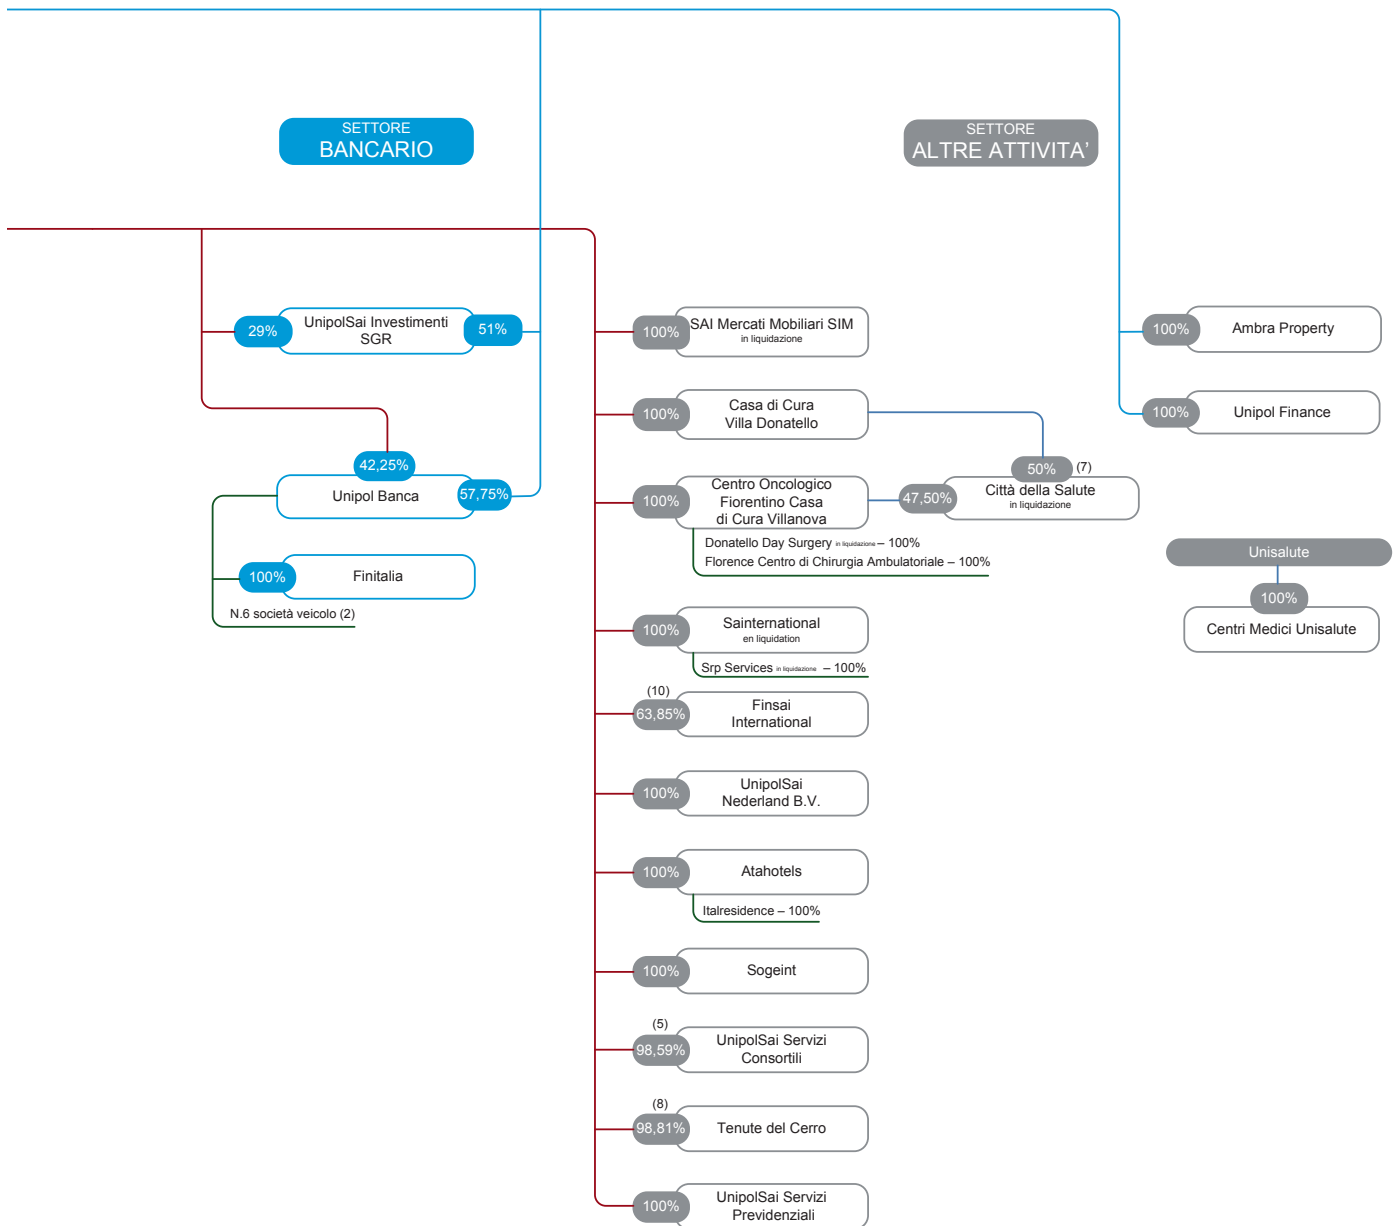 SETTORE
BANCARIO
SETTORE
ALTRE ATTIVITA'
29%
UnipolSai Investimenti
SGR
51%
42,25%
Unipol Banca
57,75%
100%
Finitalia
N.6 società veicolo (2)
100%
SAI Mercati Mobiliari SIM
in liquidazione
100%
Casa di Cura
Villa Donatello
100%
Centro Oncologico
Fiorentino Casa
di Cura Villanova
Donatello Day Surgery in liquidazione – 100%
Florence Centro di Chirurgia Ambulatoriale – 100%
50% (7)
47,50%
Città della Salute
in liquidazione
100%
Sainternational
en liquidation
Srp Services in liquidazione – 100%
(10)
63,85%
Finsai
International
100%
UnipolSai
Nederland B.V.
100%
Atahotels
Italresidence – 100%
100%
Sogeint
(5)
98,59%
UnipolSai Servizi
Consortili
(8)
98,81%
Tenute del Cerro
100%
UnipolSai Servizi
Previdenziali
100%
Ambra Property
100%
Unipol Finance
Unisalute
100%
Centri Medici Unisalute